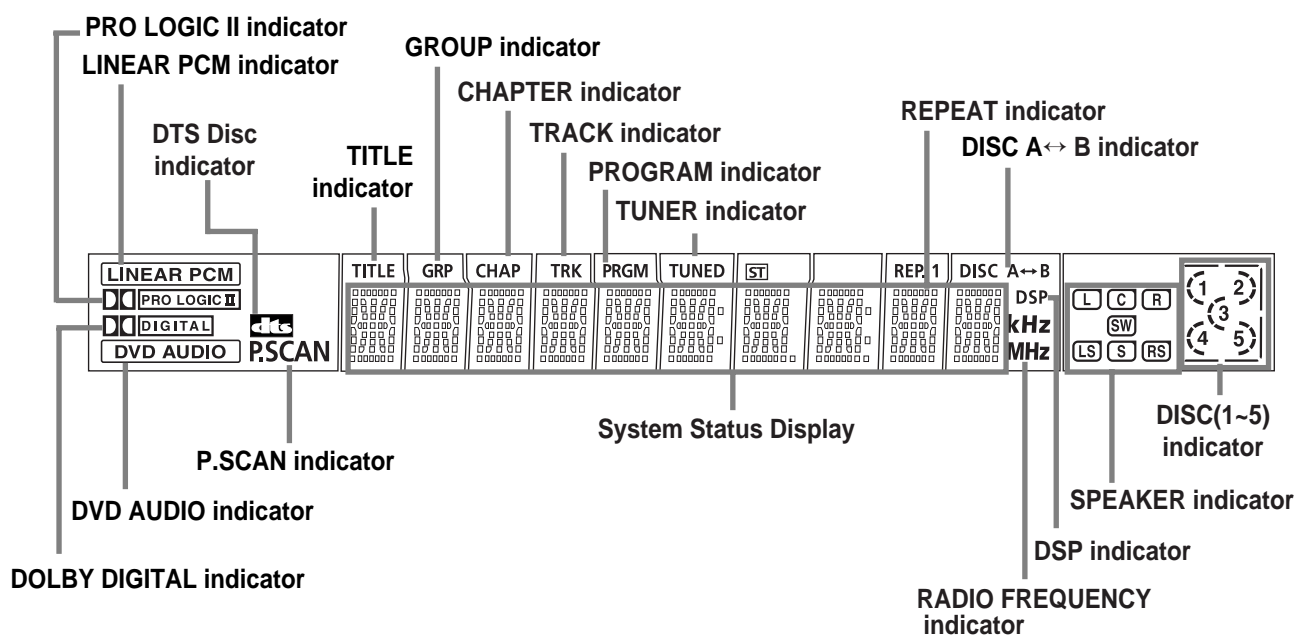 PRO LOGIC II indicator
LINEAR PCM indicator
GROUP indicator
CHAPTER indicator
REPEAT indicator
DTS Disc
indicator
TITLE
indicator
TRACK indicator
DISC A↔ B indicator
PROGRAM indicator
TUNER indicator
LINEAR PCM
PRO LOGIC II
DIGITAL
DVD AUDIO
dts
P.SCAN
TITLE GRP CHAP TRK PRGM TUNED ST REP. 1 DISC A↔B
DSP
kHz
MHz
L C R
SW
LS S RS
1 2
3
4 5
System Status Display
DISC(1~5)
indicator
P.SCAN indicator
SPEAKER indicator
DVD AUDIO indicator
DSP indicator
DOLBY DIGITAL indicator
RADIO FREQUENCY
indicator